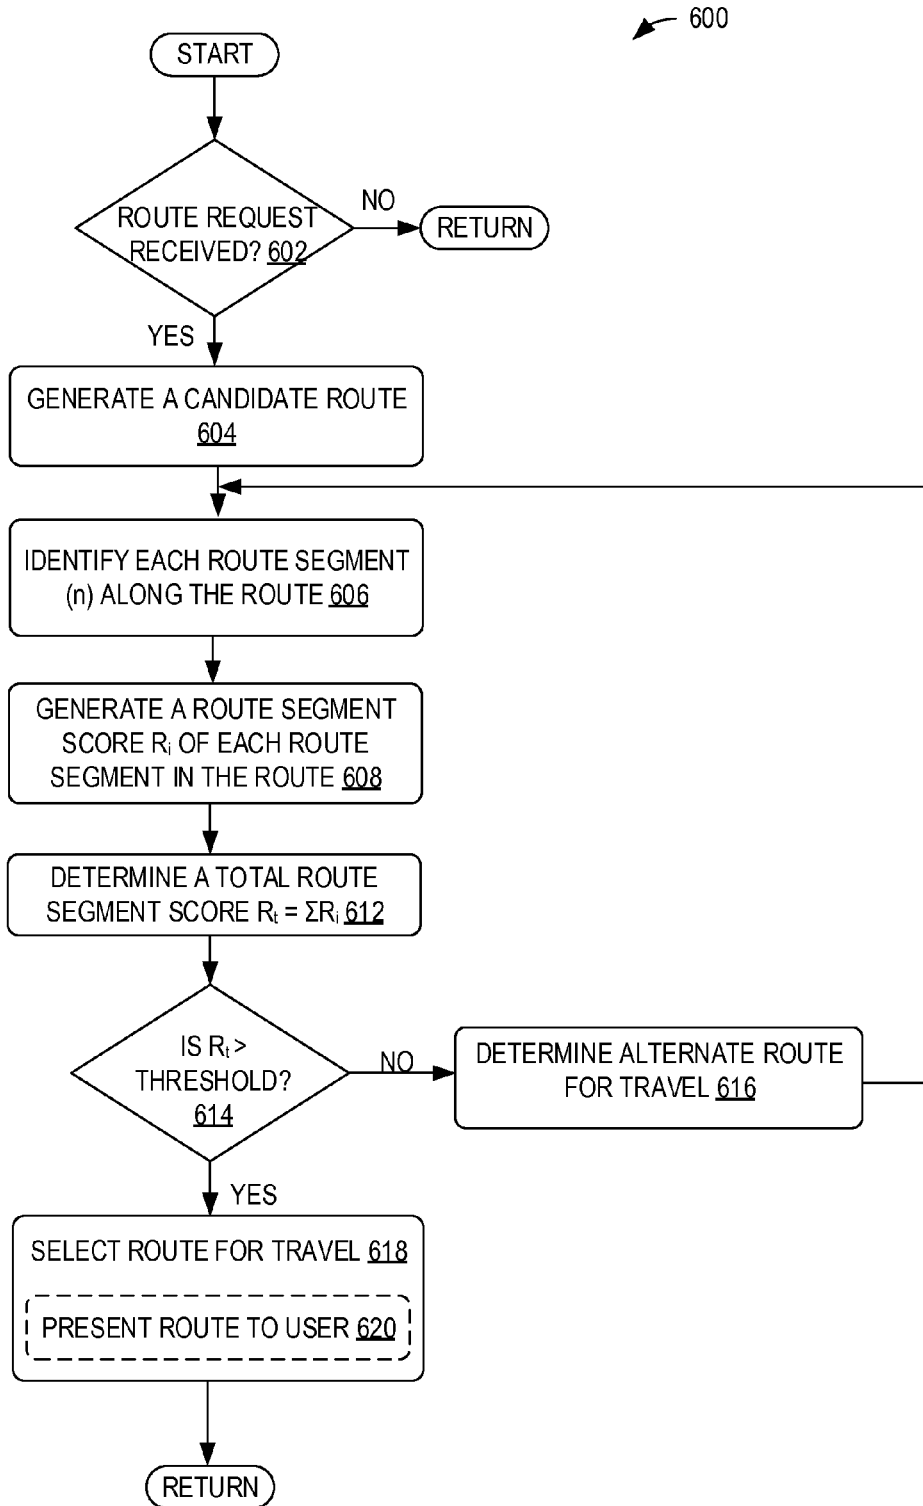 600
START
ROUTE REQUEST
RECEIVED? 602
NO
RETURN
YES
GENERATE A CANDIDATE ROUTE
604
IDENTIFY EACH ROUTE SEGMENT
(n) ALONG THE ROUTE 606
GENERATE A ROUTE SEGMENT
SCORE Rᵢ OF EACH ROUTE
SEGMENT IN THE ROUTE 608
DETERMINE A TOTAL ROUTE
SEGMENT SCORE Rₜ = ΣRᵢ 612
IS Rₜ >
THRESHOLD?
614
NO
DETERMINE ALTERNATE ROUTE
FOR TRAVEL 616
YES
SELECT ROUTE FOR TRAVEL 618
PRESENT ROUTE TO USER 620
RETURN